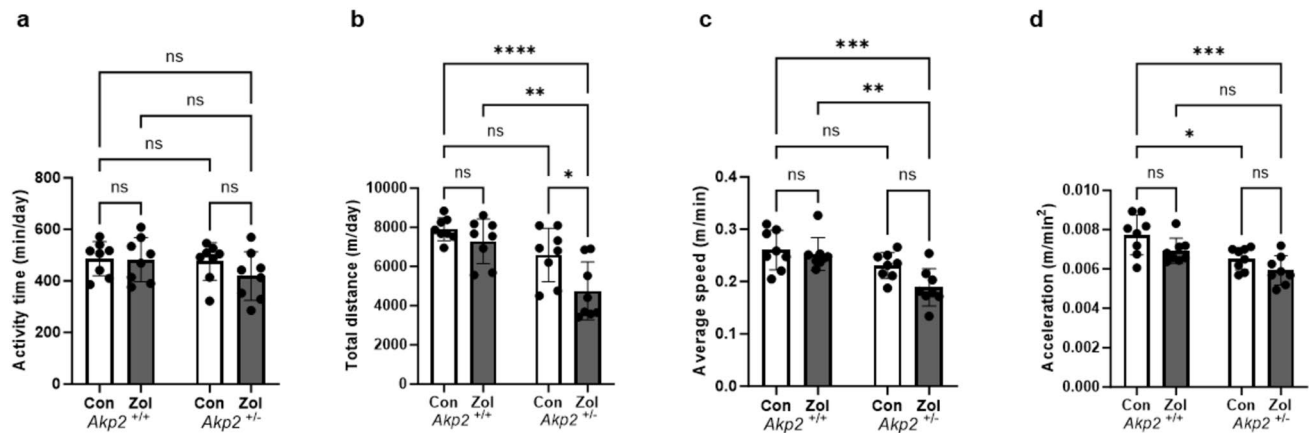 a
ns
ns
ns
ns
ns
Activity time (min/day)
800
600
400
200
0
Con Zol Con Zol
Akp2 +/+ Akp2 +/-
b
****
**
ns
*
ns
Total distance (m/day)
10000
8000
6000
4000
2000
0
Con Zol Con Zol
Akp2 +/+ Akp2 +/-
c
***
**
ns
ns
ns
Average speed (m/min)
0.4
0.3
0.2
0.1
0.0
Con Zol Con Zol
Akp2 +/+ Akp2 +/-
d
***
ns
*
ns
ns
Acceleration (m/min²)
0.010
0.008
0.006
0.004
0.002
0.000
Con Zol Con Zol
Akp2 +/+ Akp2 +/-